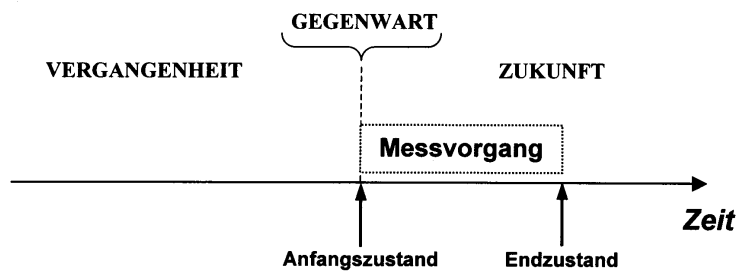 GEGENWART
VERGANGENHEIT
ZUKUNFT
Messvorgang
Zeit
Anfangszustand
Endzustand